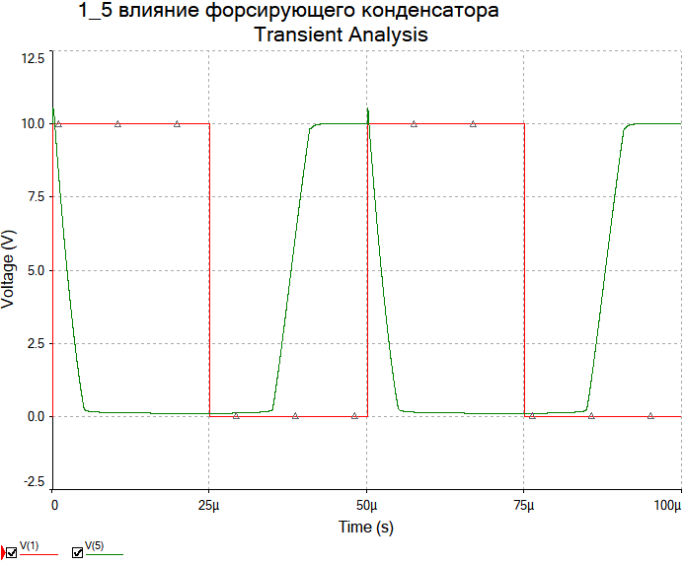 1_5 влияние форсирующего конденсатора
Transient Analysis
12.5
10.0
7.5
5.0
2.5
0.0
-2.5
Voltage (V)
0 25µ 50µ 75µ 100µ
Time (s)
V(1) V(5)